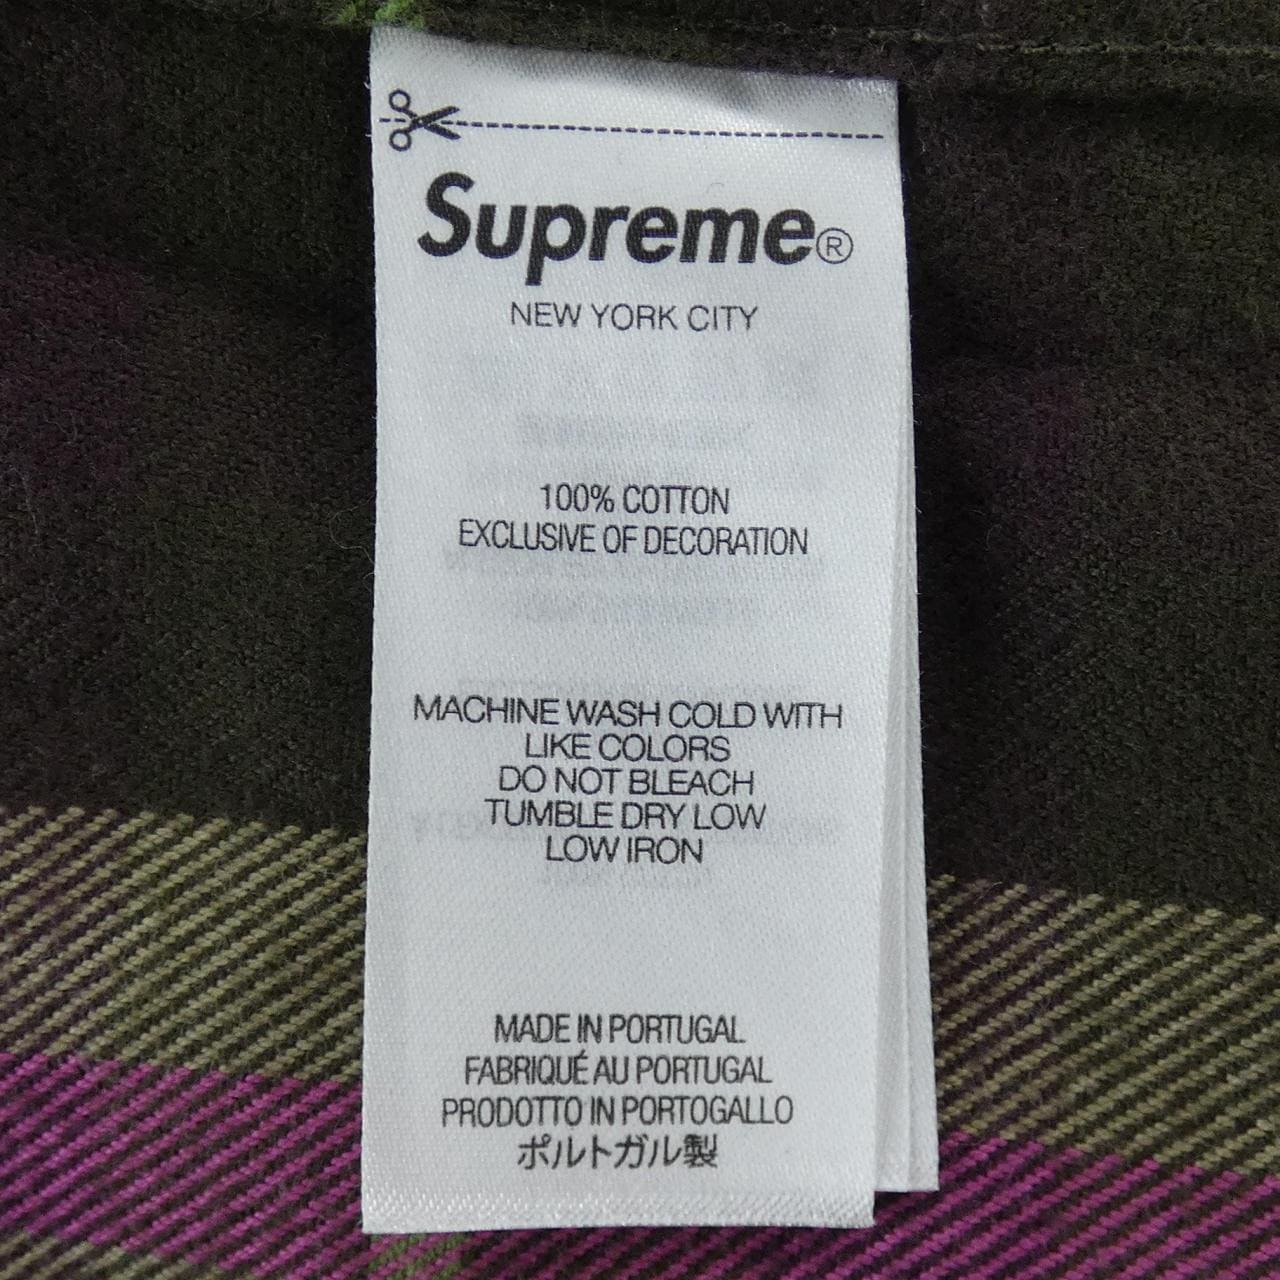 Supreme®
NEW YORK CITY
100% COTTON
EXCLUSIVE OF DECORATION
MACHINE WASH COLD WITH
LIKE COLORS
DO NOT BLEACH
TUMBLE DRY LOW
LOW IRON
MADE IN PORTUGAL
FABRIQUÉ AU PORTUGAL
PRODOTTO IN PORTOGALLO
ポルトガル製